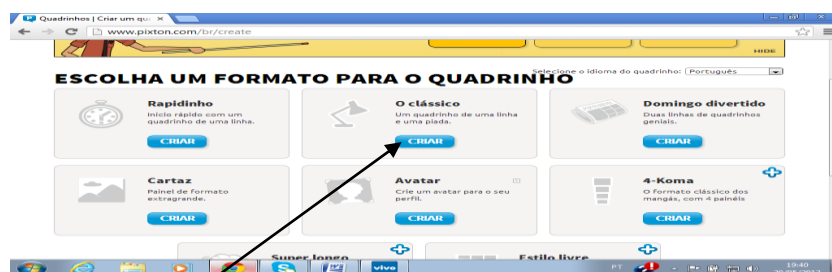 Quadrinhos | Criar um qu
www.pixton.com/br/create
HIDE
Selecione o idioma do quadrinho: Português
ESCOLHA UM FORMATO PARA O QUADRINHO
Rapidinho
Início rápido com um
quadrinho de uma linha.
CRIAR
O clássico
Um quadrinho de uma linha
e uma piada.
CRIAR
Domingo divertido
Duas linhas de quadrinhos
geniais.
CRIAR
Cartaz
Painel de formato
extragrande.
CRIAR
Avatar
Crie um avatar para o seu
perfil.
CRIAR
4-Koma
O formato clássico dos
mangás, com 4 painéis
CRIAR
Super longo
Estilo livre
vivo
PT
19:40